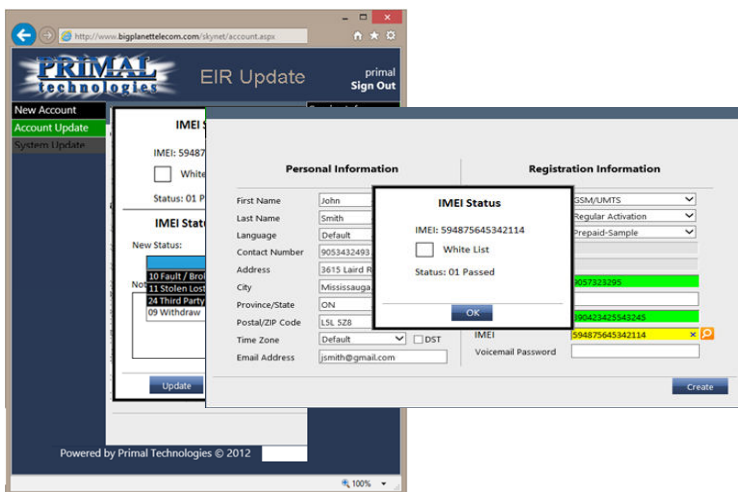 http://www.bigplanettelecom.com/skynet/account.aspx
PRIMAL
technologies
EIR Update
primal
Sign Out
New Account
Account Update
System Update
IMEI
IMEI: 59487
White
Status: 01 P
IMEI Stat
New Status:
10 Fault / Bro
11 Stolen Lost
24 Third Party
09 Withdraw
Update
Powered by Primal Technologies © 2012
100%
Personal Information
First Name John
Last Name Smith
Language Default
Contact Number 9053432493
Address 3615 Laird R
City Mississauga
Province/State ON
Postal/ZIP Code L5L 5Z8
Time Zone Default DST
Email Address jsmith@gmail.com
Registration Information
GSM/UMTS
Regular Activation
Prepaid-Sample
9057323295
390423425543245
IMEI 594875645342114
Voicemail Password
Create
IMEI Status
IMEI: 594875645342114
White List
Status: 01 Passed
OK